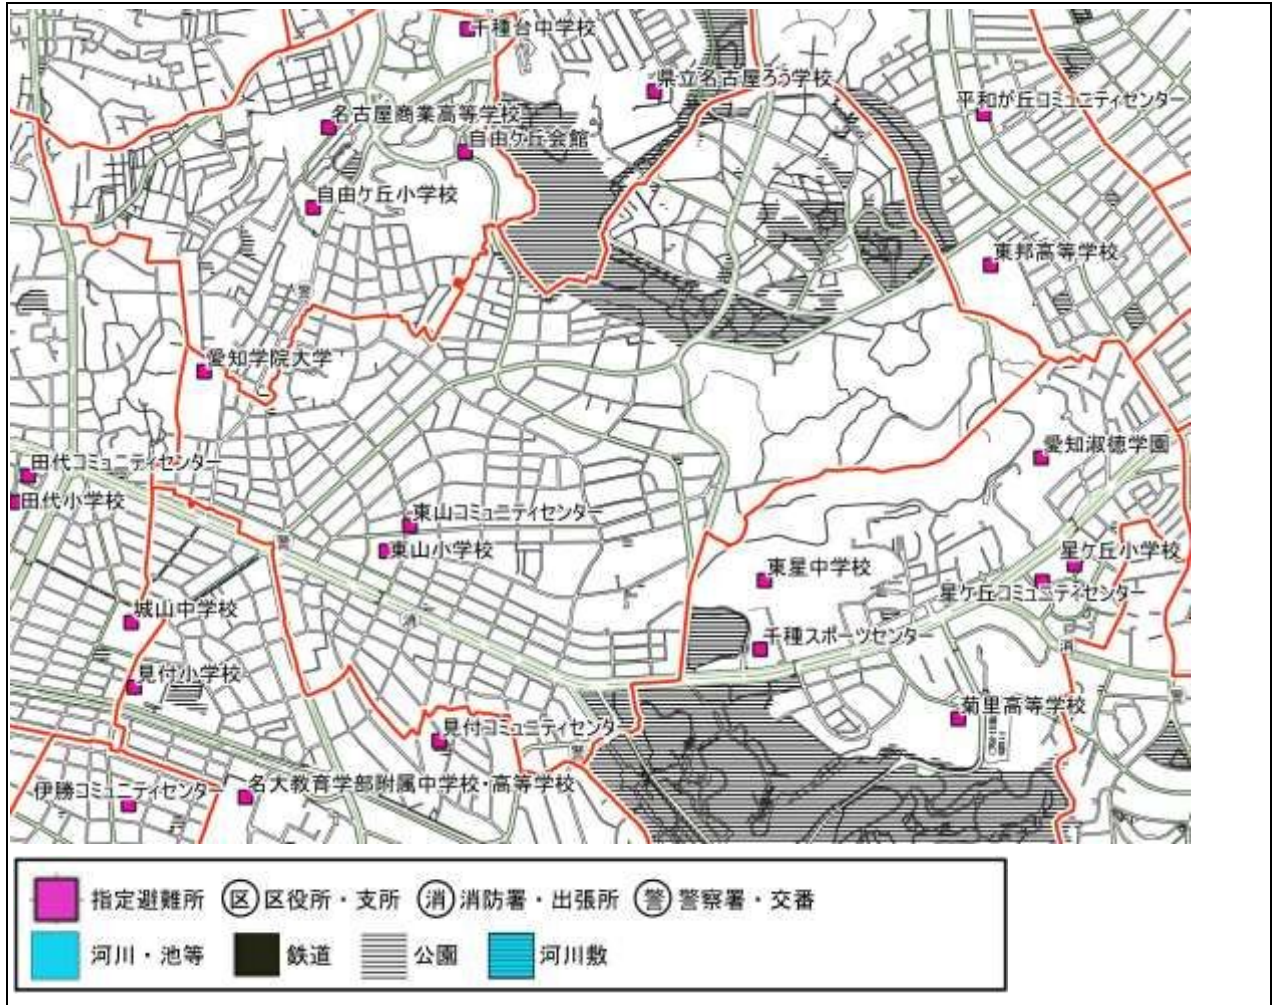 千種台中学校
県立名古屋ろう学校
平和が丘コミュニティセンター
名古屋商業高等学校
自由ケ丘会館
自由ケ丘小学校
東邦高等学校
警
愛知学院大学
愛知淑徳学園
田代コミュニティセンター
田代小学校
東山コミュニティセンター
警
東山小学校
星ケ丘小学校
東星中学校
星ケ丘コミュニティセンター
城山中学校
消
千種スポーツセンター
消
見付小学校
警
菊里高等学校
見付コミュニティセンタ
警
名大教育学部附属中学校・高等学校
伊勝コミュニティセンター
指定避難所 区 区役所・支所 消 消防署・出張所 警 警察署・交番
河川・池等 鉄道 公園 河川敷